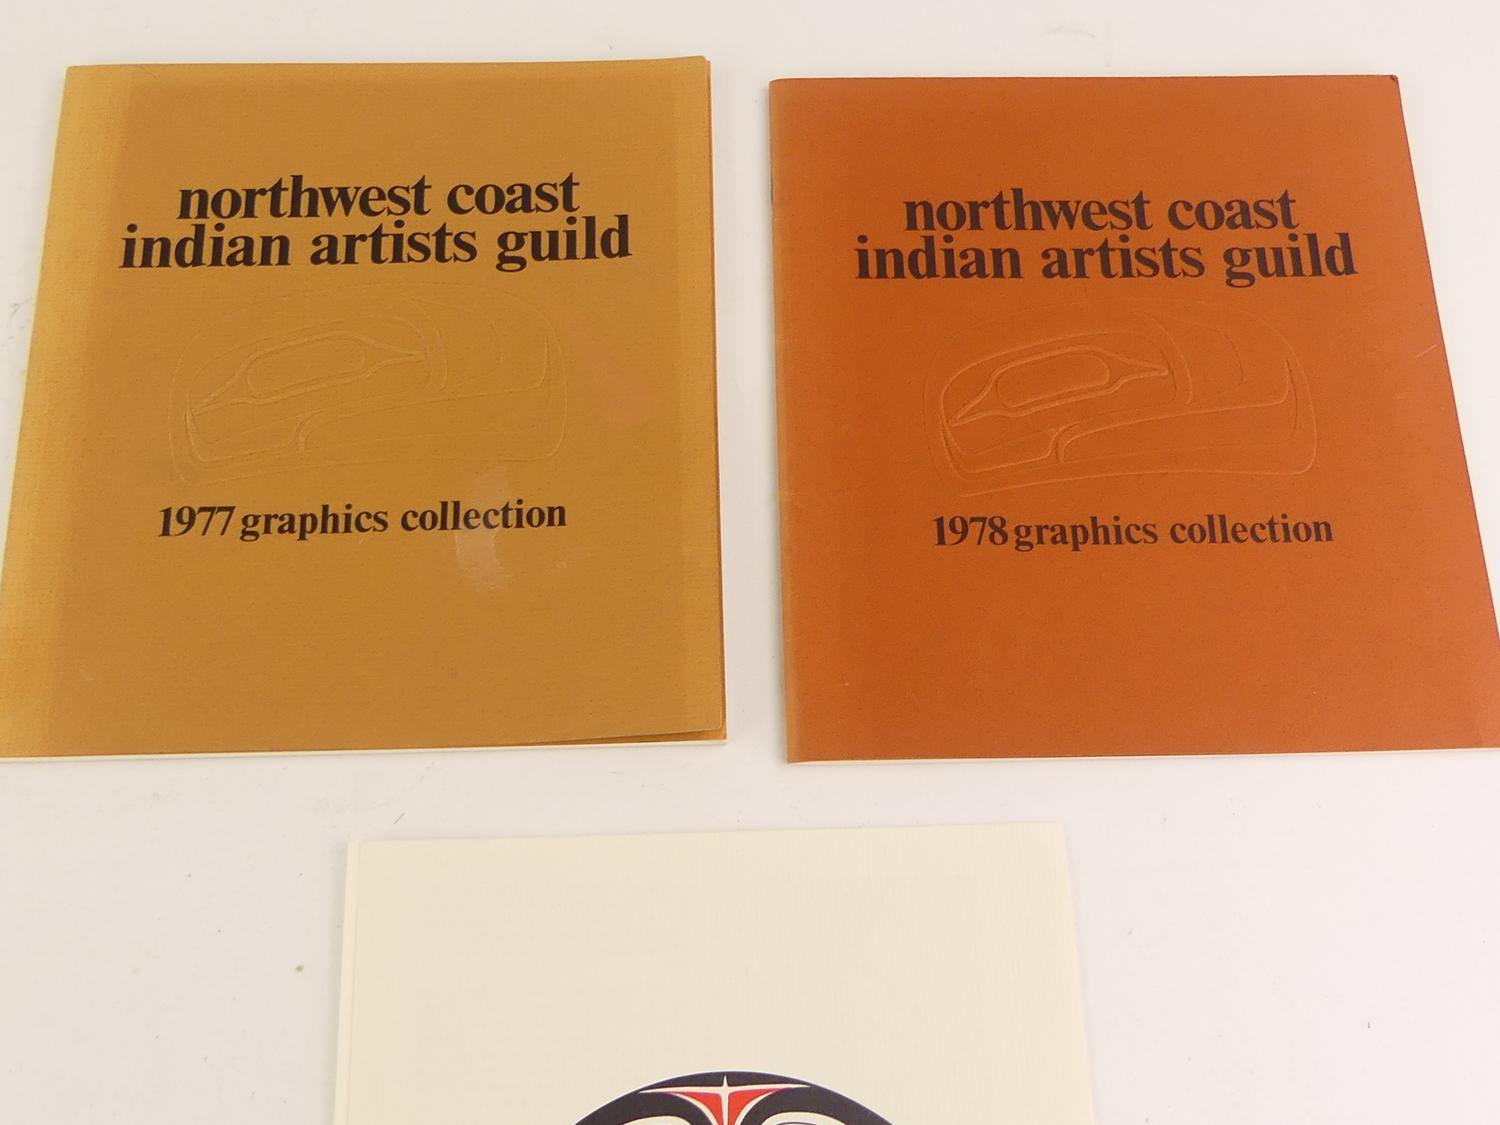 northwest coast
indian artists guild
1977 graphics collection
northwest coast
indian artists guild
1978 graphics collection